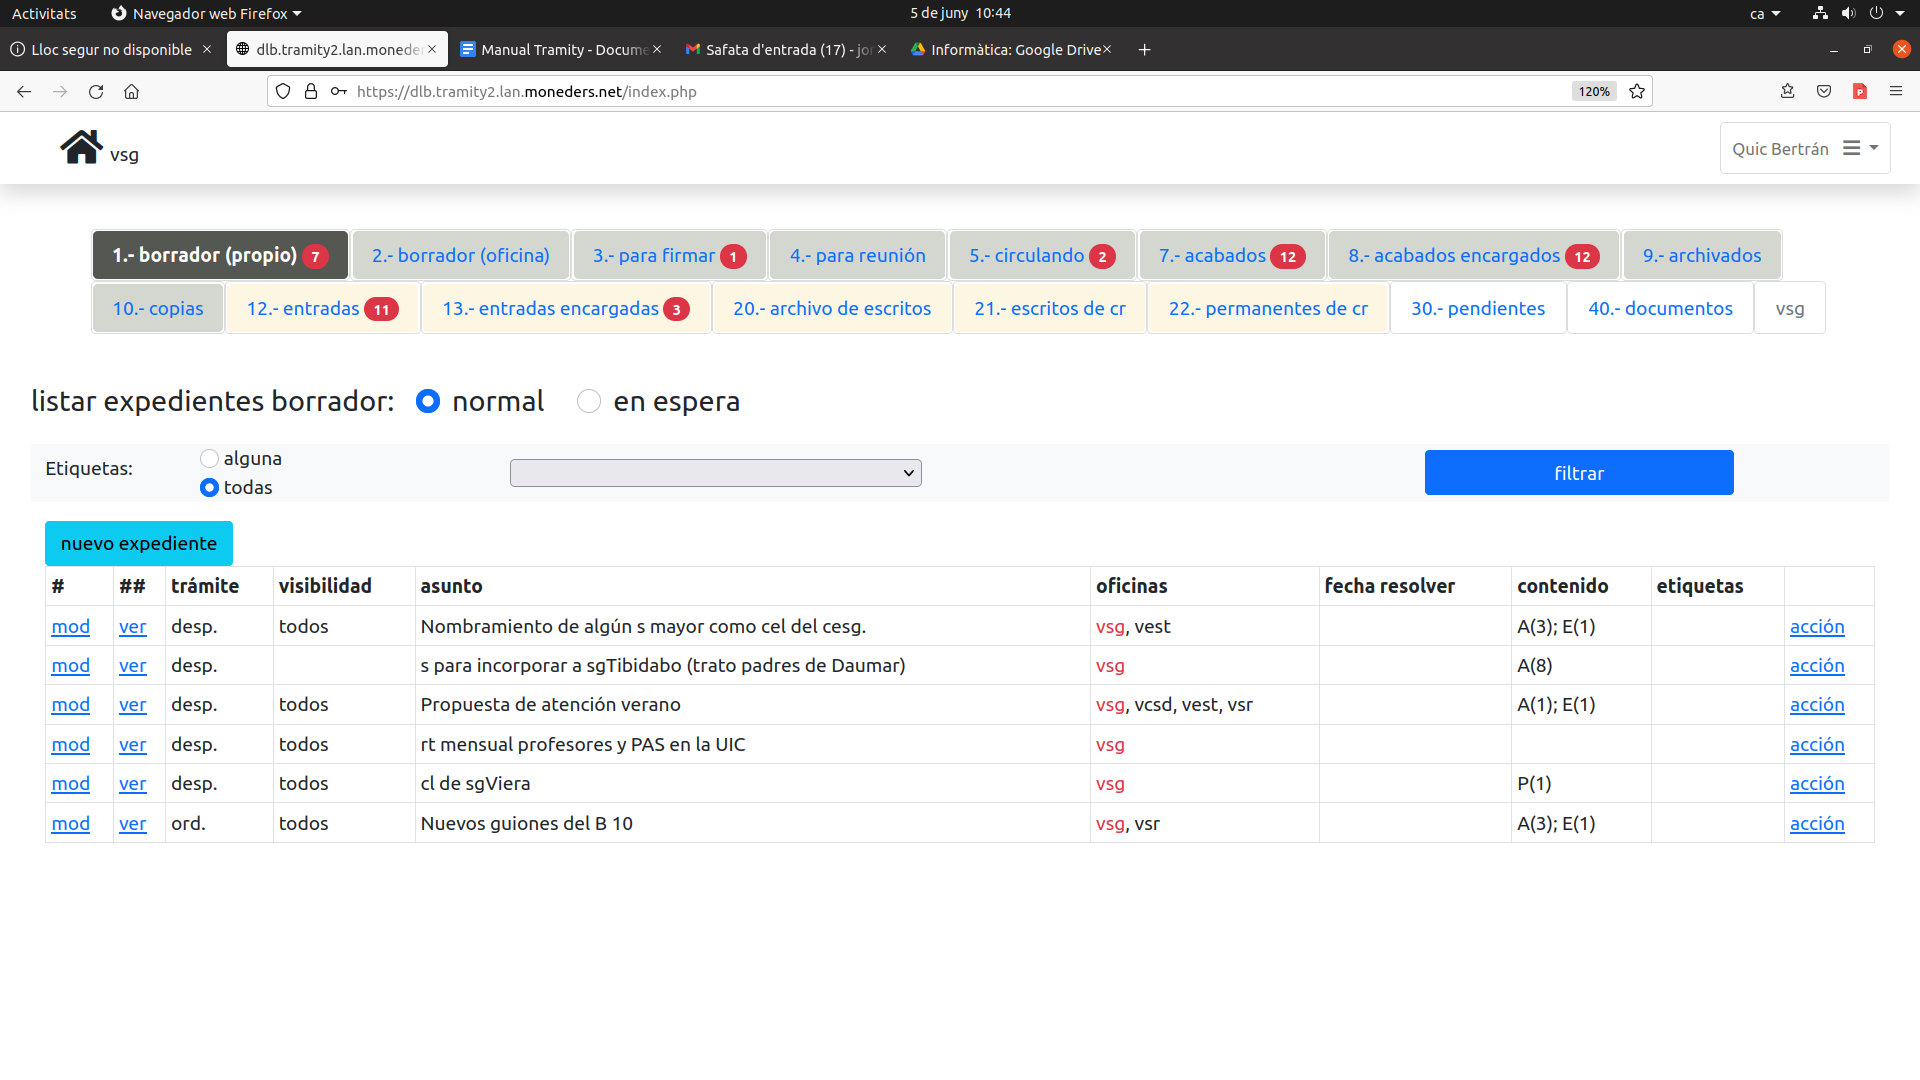 Activitats Navegador web Firefox 5 de juny 10:44 ca
Lloc segur no disponible dlb.tramity2.lan.moneders Manual Tramity - Docume Safata d'entrada (17) - jor Informàtica: Google Drive
https://dlb.tramity2.lan.moneders.net/index.php 120%
vsg Quic Bertrán
1.- borrador (propio) 7 2.- borrador (oficina) 3.- para firmar 1 4.- para reunión 5.- circulando 2 7.- acabados 12 8.- acabados encargados 12 9.- archivados
10.- copias 12.- entradas 11 13.- entradas encargadas 3 20.- archivo de escritos 21.- escritos de cr 22.- permanentes de cr 30.- pendientes 40.- documentos vsg
listar expedientes borrador: normal en espera
Etiquetas: alguna
todas
filtrar
nuevo expediente
# ## trámite visibilidad asunto oficinas fecha resolver contenido etiquetas
mod ver desp. todos Nombramiento de algún s mayor como cel del cesg. vsg, vest A(3); E(1) acción
mod ver desp. s para incorporar a sgTibidabo (trato padres de Daumar) vsg A(8) acción
mod ver desp. todos Propuesta de atención verano vsg, vcsd, vest, vsr A(1); E(1) acción
mod ver desp. todos rt mensual profesores y PAS en la UIC vsg acción
mod ver desp. todos cl de sgViera vsg P(1) acción
mod ver ord. todos Nuevos guiones del B 10 vsg, vsr A(3); E(1) acción